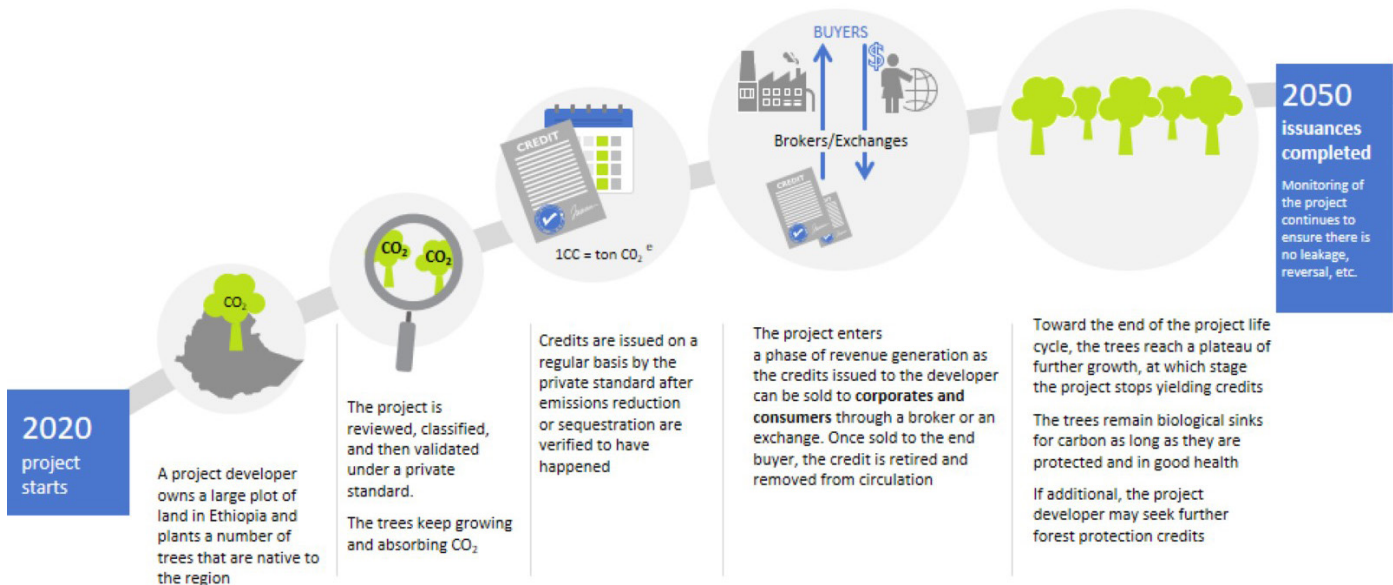 2020
project
starts
CO₂
A project developer
owns a large plot of
land in Ethiopia and
plants a number of
trees that are native to
the region
CO₂
CO₂
The project is
reviewed, classified,
and then validated
under a private
standard.
The trees keep growing
and absorbing CO₂
CREDIT
1CC = ton C0₂ ᵉ
Credits are issued on a
regular basis by the
private standard after
emissions reduction
or sequestration are
verified to have
happened
BUYERS
$
Brokers/Exchanges
CREDIT
The project enters
a phase of revenue generation as
the credits issued to the developer
can be sold to corporates and
consumers through a broker or an
exchange. Once sold to the end
buyer, the credit is retired and
removed from circulation
Toward the end of the project life
cycle, the trees reach a plateau of
further growth, at which stage
the project stops yielding credits
The trees remain biological sinks
for carbon as long as they are
protected and in good health
If additional, the project
developer may seek further
forest protection credits
2050
issuances
completed
Monitoring of
the project
continues to
ensure there is
no leakage,
reversal, etc.